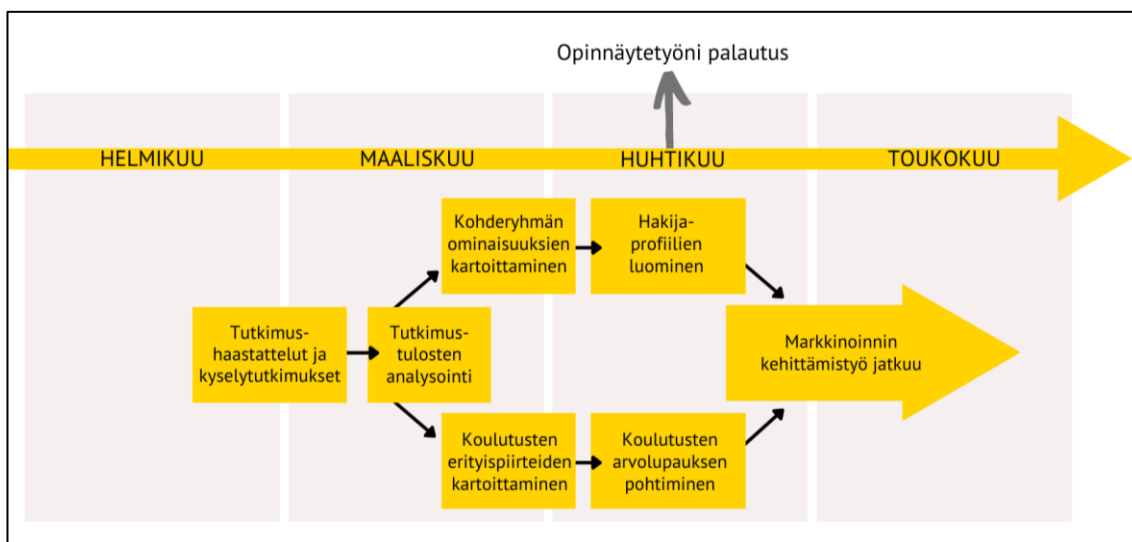 Opinnäytetyöni palautus
HELMIKUU
MAALISKUU
HUHTIKUU
TOUKOKUU
Kohderyhmän
ominaisuuksien
kartoittaminen
Hakija-
profiilien
luominen
Tutkimus-
haastattelut ja
kyselytutkimukset
Tutkimus-
tulosten
analysointi
Markkinoinnin
kehittämistyö jatkuu
Koulutusten
erityispiirteiden
kartoittaminen
Koulutusten
arvolupauksen
pohtiminen